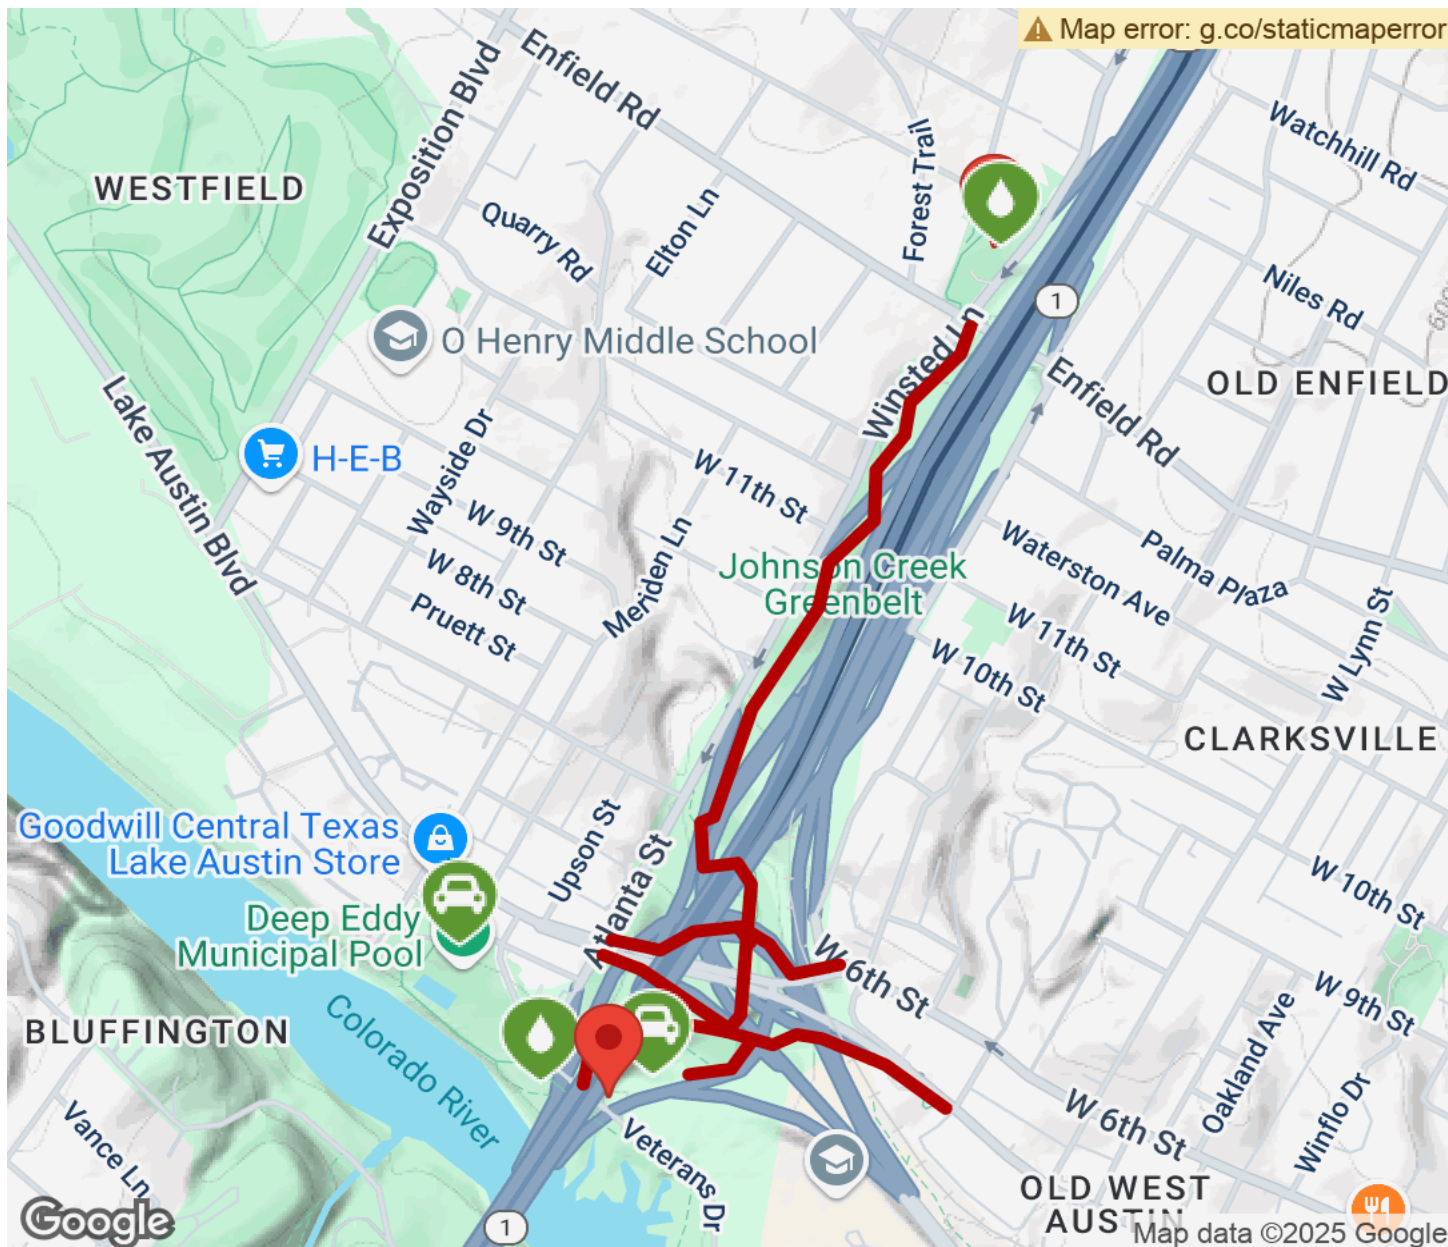 Map error: g.co/staticmaperror
Enfield Rd
Exposition Blvd
Watchhill Rd
Forest Trail
WESTFIELD
Quarry Rd
Elton Ln
Niles Rd
1
O Henry Middle School
Winsted Ln
Enfield Rd
OLD ENFIELD
Lake Austin Blvd
H-E-B
Wayside Dr
W 11th St
W 9th St
W 8th St
Pruett St
Meriden Ln
Johnson Creek
Greenbelt
Waterston Ave
Palma Plaza
W 11th St
W 10th St
W Lynn St
CLARKSVILLE
Goodwill Central Texas
Lake Austin Store
Upson St
Atlanta St
W 10th St
Deep Eddy
Municipal Pool
W 6th St
W 9th St
BLUFFINGTON
Colorado River
Oakland Ave
Winflo Dr
W 6th St
Vance Ln
Veterans Dr
OLD WEST
AUSTIN
1
Google
Map data ©2025 Google